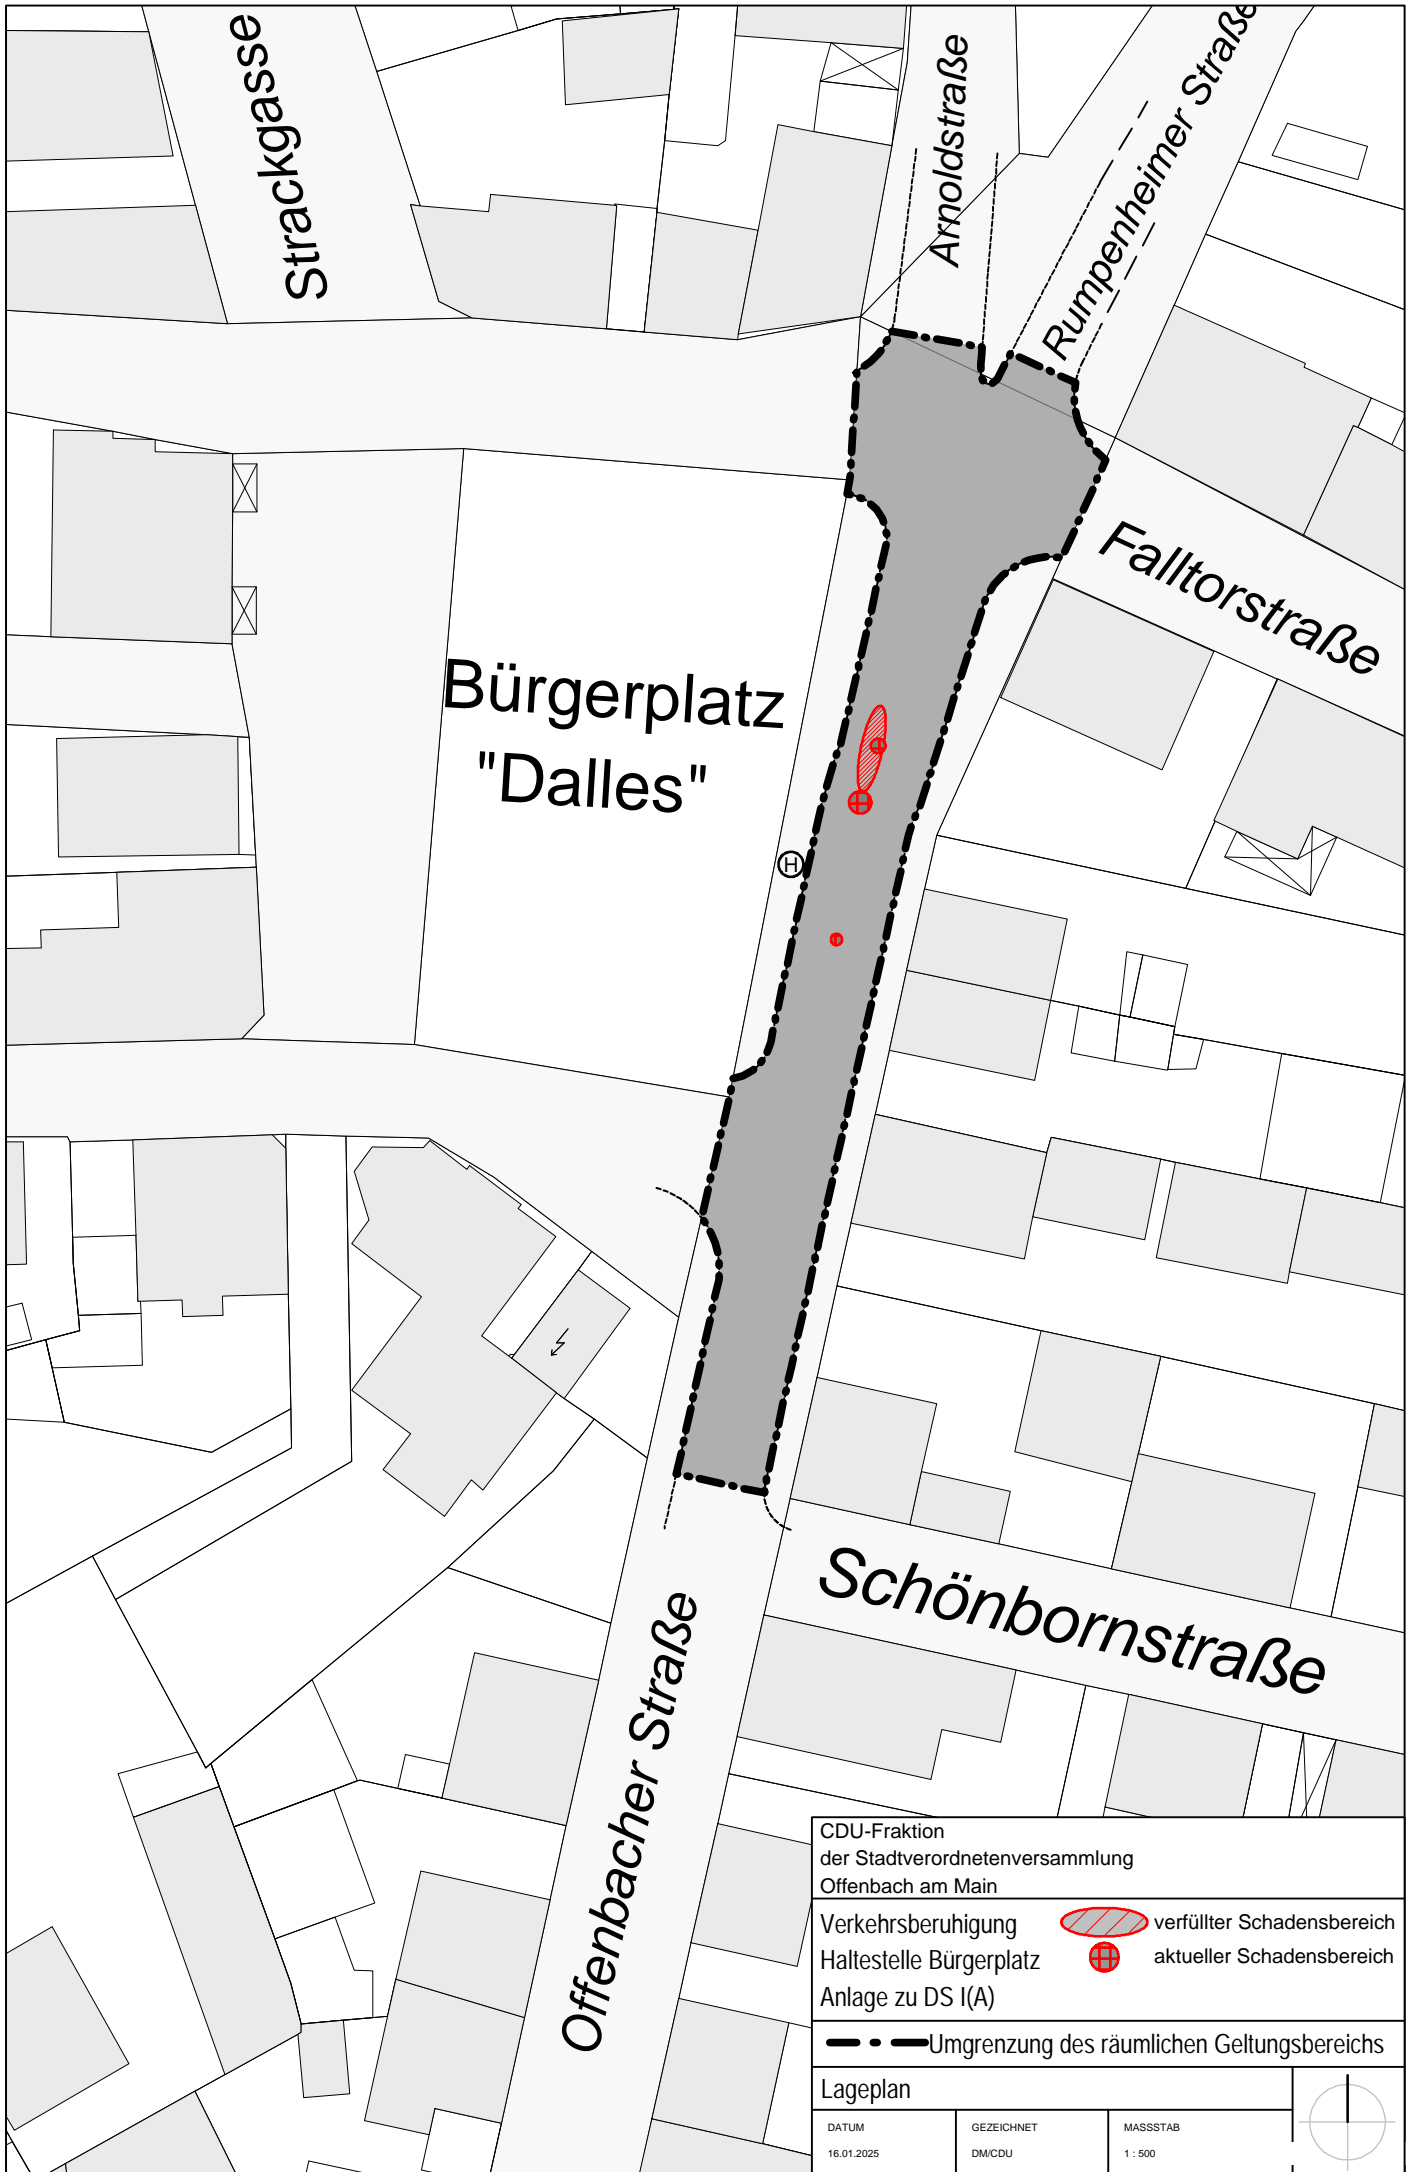 Strackgasse
Arnoldstraße
Rumpenheimer Straße
Falltorstraße
Bürgerplatz
"Dalles"
H
Schönbornstraße
Offenbacher Straße
CDU-Fraktion
der Stadtverordnetenversammlung
Offenbach am Main
Verkehrsberuhigung
Haltestelle Bürgerplatz
Anlage zu DS I(A)
verfüllter Schadensbereich
aktueller Schadensbereich
Umgrenzung des räumlichen Geltungsbereichs
Lageplan
DATUM
16.01.2025
GEZEICHNET
DM/CDU
MASSSTAB
1 : 500